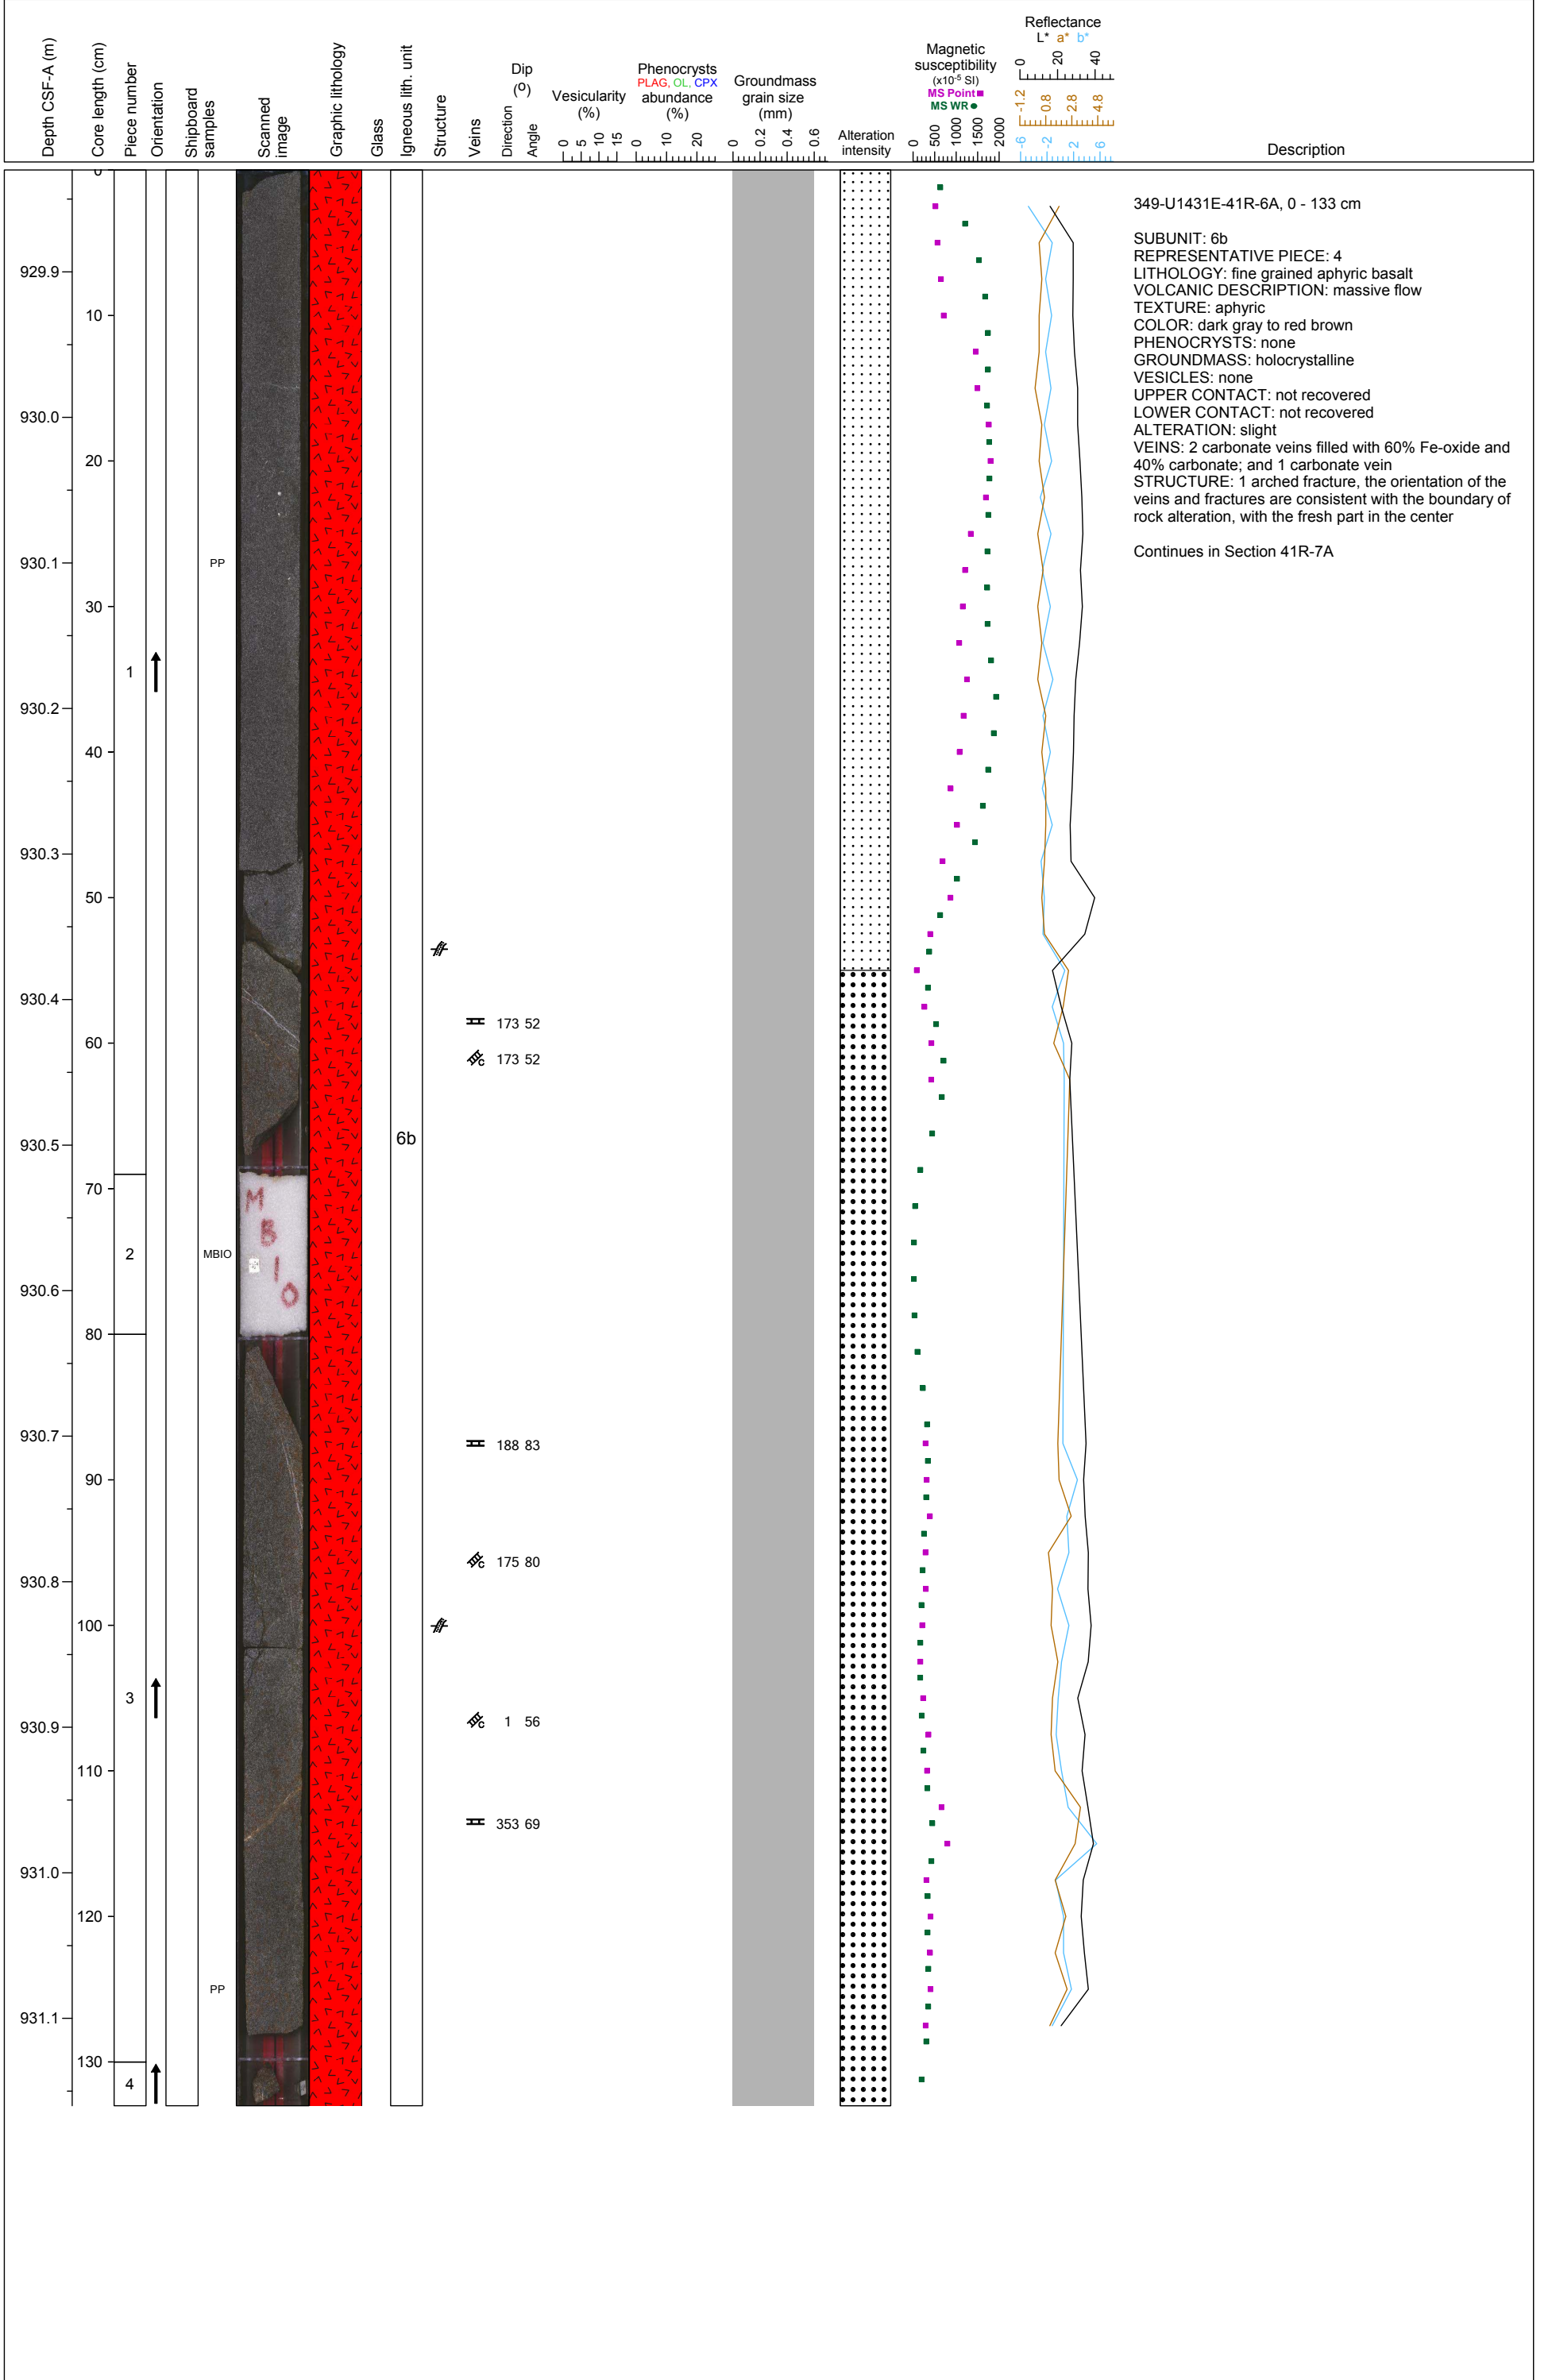 Depth CSF-A (m)
Core length (cm)
Piece number
Orientation
Shipboard
samples
Scanned
image
Graphic lithology
Glass
Igneous lith. unit
Structure
Veins
Dip
(o)
Direction
Angle
Vesicularity
(%)
0 5 10 15
Phenocrysts
PLAG, OL, CPX
abundance
(%)
0 10 20
Groundmass
grain size
(mm)
0 0.2 0.4 0.6
Alteration
intensity
Magnetic
susceptibility
(x10-5 SI)
MS Point
MS WR
0 500 1000 1500 2000
Reflectance
L* a* b*
0 20 40
-1.2 0.8 2.8 4.8
-6 -2 2 6
Description
0
929.9
10
930.0
20
930.1
30
930.2
40
930.3
50
930.4
60
930.5
70
930.6
80
930.7
90
930.8
100
930.9
110
931.0
120
931.1
130
1
2
3
4
PP
MBIO
PP
M
B
I
O
6b
173 52
173 52
188 83
c 175 80
c 1 56
353 69
349-U1431E-41R-6A, 0 - 133 cm
SUBUNIT: 6b
REPRESENTATIVE PIECE: 4
LITHOLOGY: fine grained aphyric basalt
VOLCANIC DESCRIPTION: massive flow
TEXTURE: aphyric
COLOR: dark gray to red brown
PHENOCRYSTS: none
GROUNDMASS: holocrystalline
VESICLES: none
UPPER CONTACT: not recovered
LOWER CONTACT: not recovered
ALTERATION: slight
VEINS: 2 carbonate veins filled with 60% Fe-oxide and
40% carbonate; and 1 carbonate vein
STRUCTURE: 1 arched fracture, the orientation of the
veins and fractures are consistent with the boundary of
rock alteration, with the fresh part in the center
Continues in Section 41R-7A